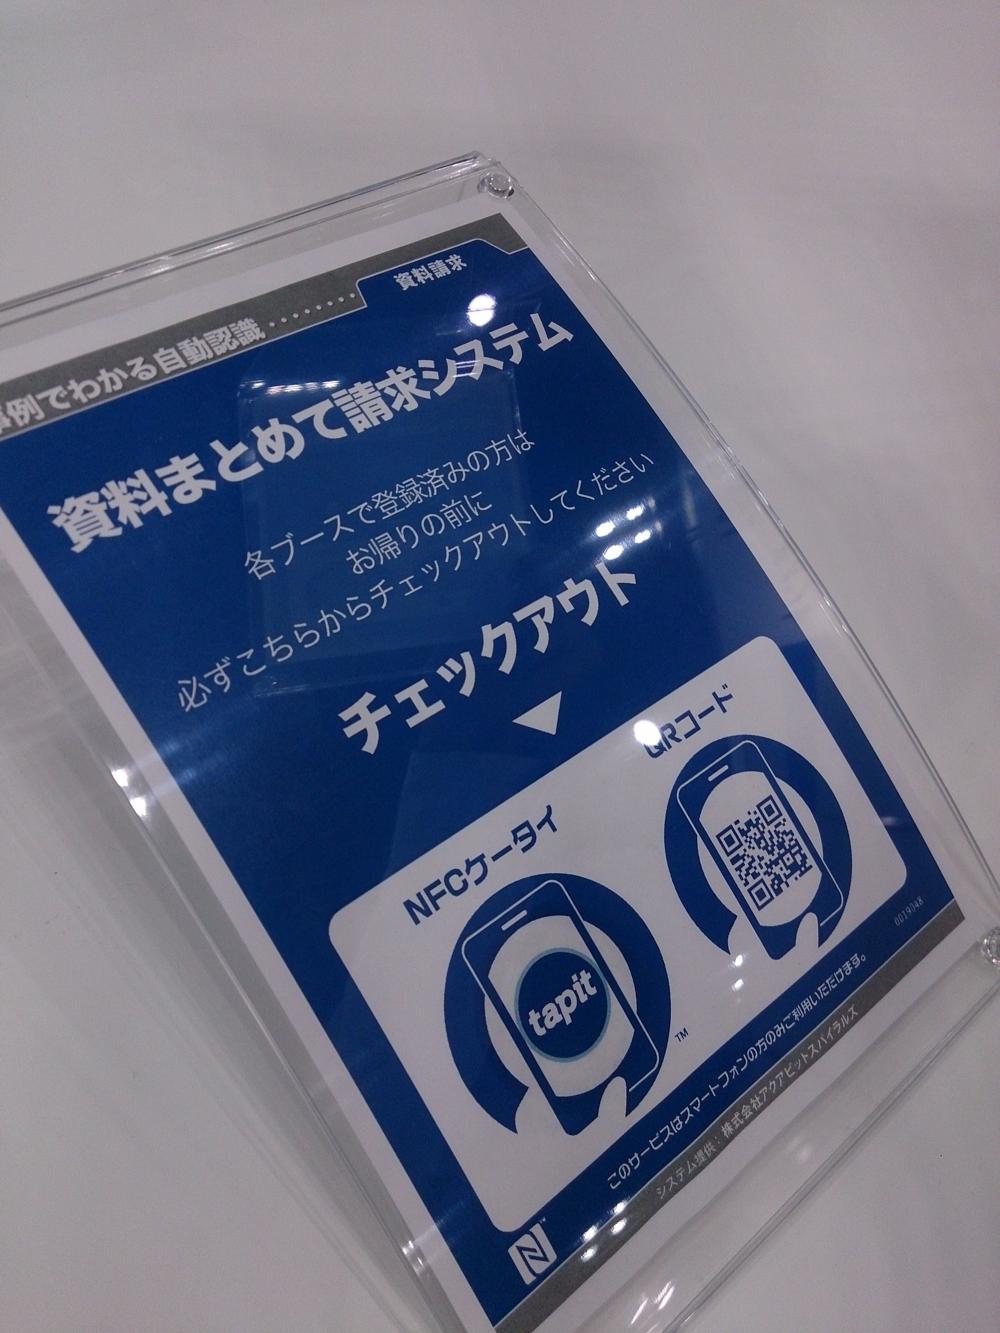 事例でわかる自動認識
資料請求
資料まとめて請求システム
各ブースで登録済みの方は
お帰りの前に
必ずこちらからチェックアウトしてください
チェックアウト
NFCケータイ
QRコード
tapit
TM
0019048
このサービスはスマートフォンの方のみご利用いただけます。
システム提供：株式会社アクアビットスパイラルズ